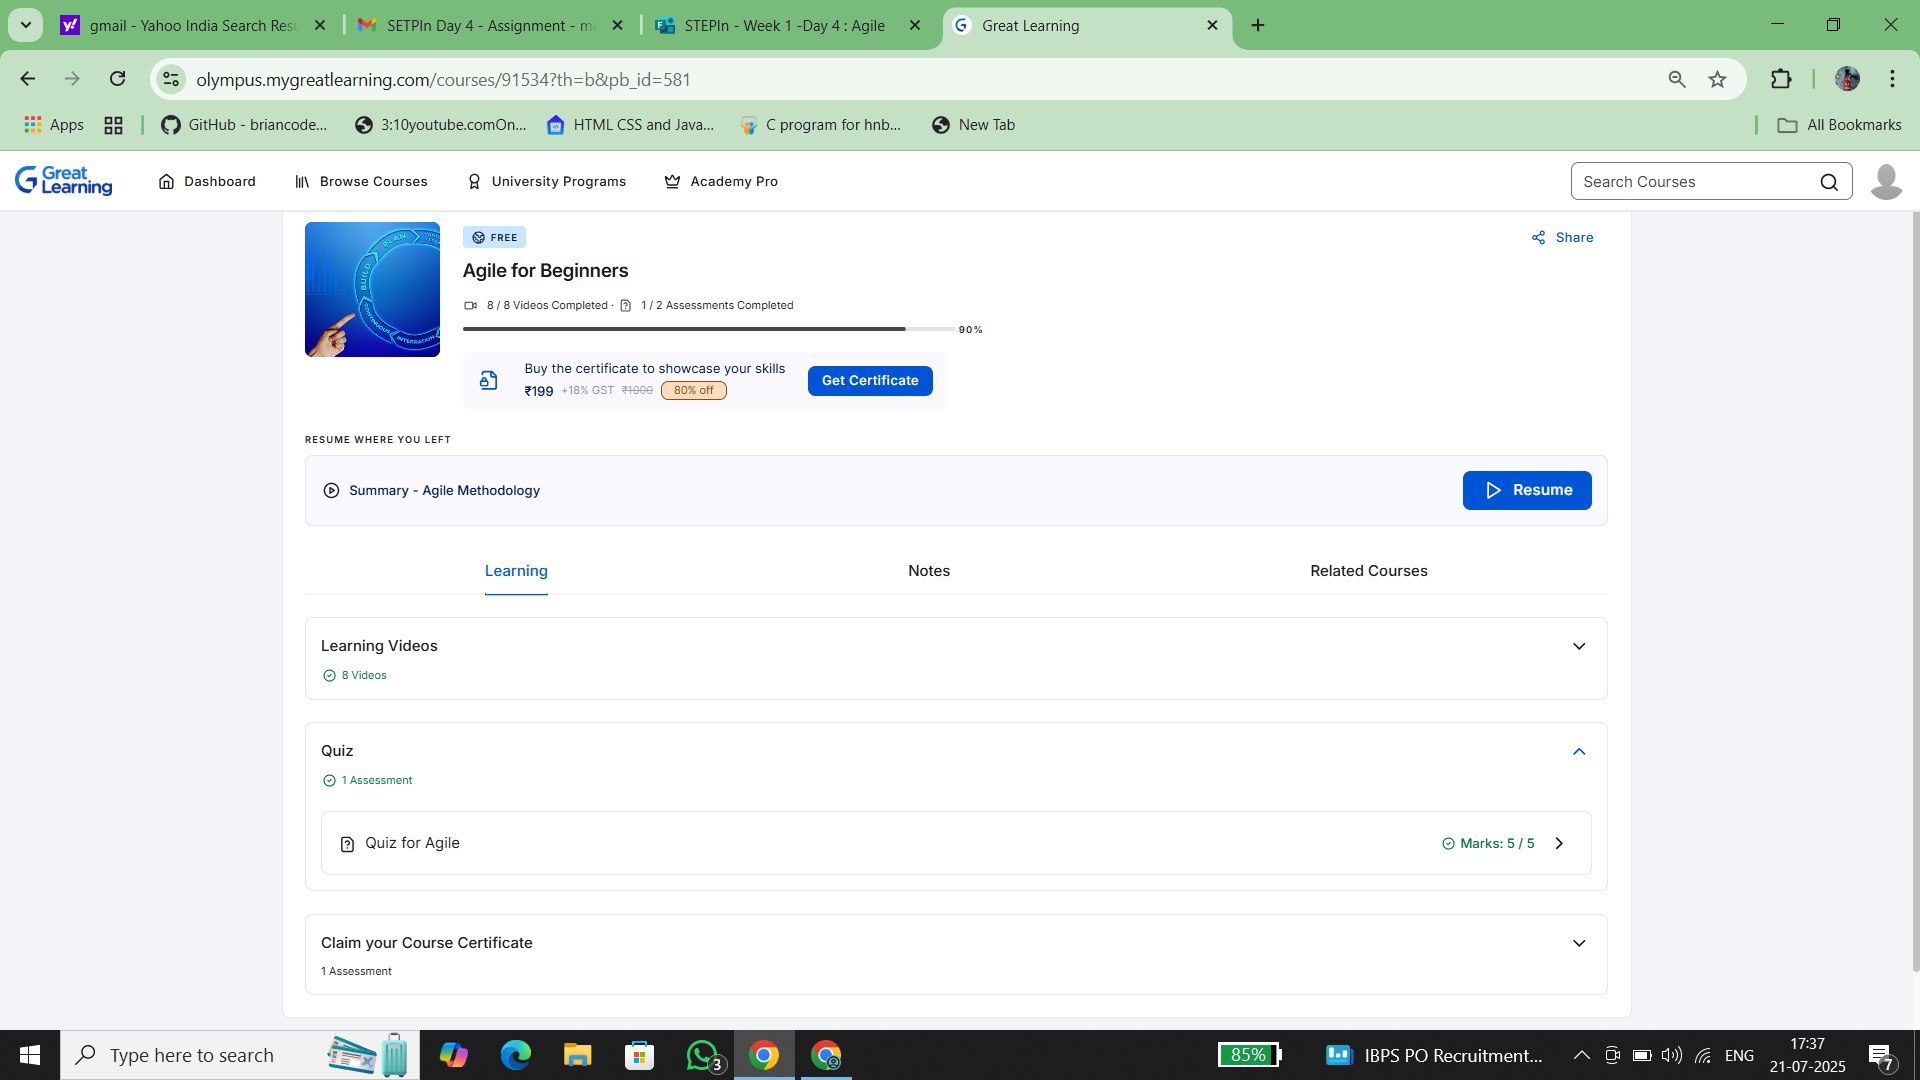 gmail - Yahoo India Search Resu
SETPIn Day 4 - Assignment - ma
STEPIn - Week 1 -Day 4 : Agile
Great Learning
olympus.mygreatlearning.com/courses/91534?th=b&pb_id=581
Apps
GitHub - briancode...
3:10youtube.comOn...
HTML CSS and Java...
C program for hnb...
New Tab
All Bookmarks
Great Learning
Dashboard
Browse Courses
University Programs
Academy Pro
Search Courses
PLAN
BUILD
CONTINUOUS
INTEGRATION
FREE
Share
Agile for Beginners
8 / 8 Videos Completed · 1 / 2 Assessments Completed
90%
Buy the certificate to showcase your skills
₹199 +18% GST ₹1000 80% off
Get Certificate
RESUME WHERE YOU LEFT
Summary - Agile Methodology
Resume
Learning
Notes
Related Courses
Learning Videos
8 Videos
Quiz
1 Assessment
Quiz for Agile
Marks: 5 / 5
Claim your Course Certificate
1 Assessment
Type here to search
3
85%
IBPS PO Recruitment...
ENG
17:37
21-07-2025
7